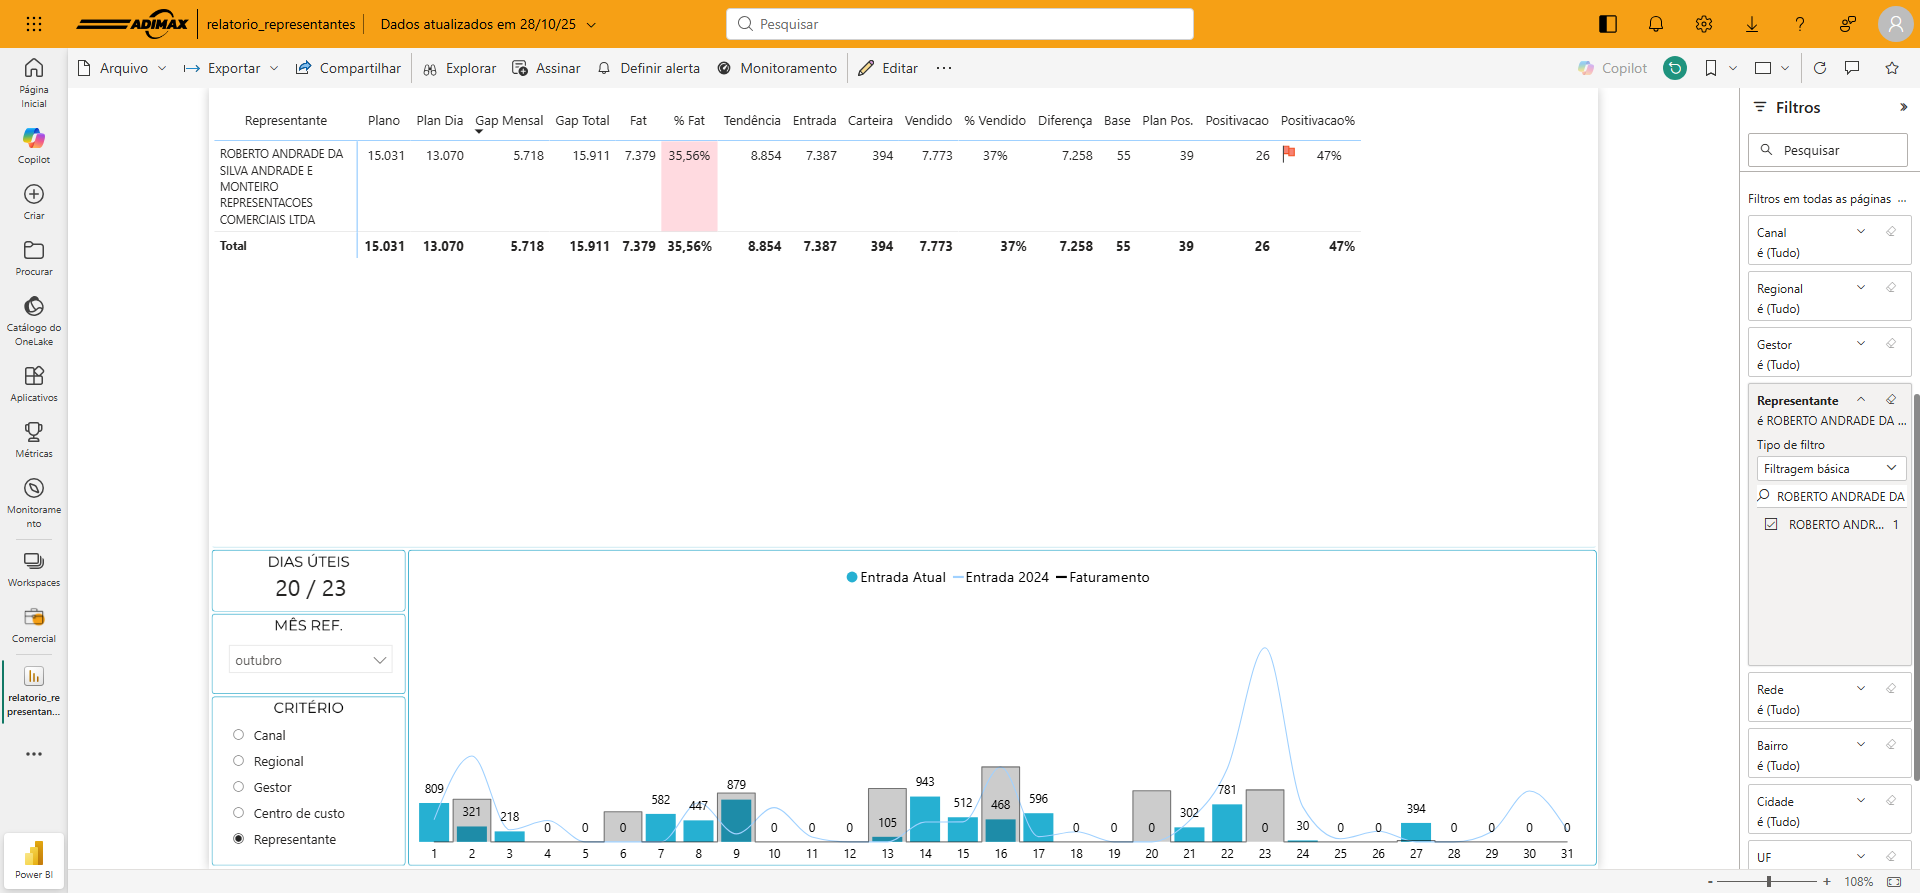 ADIMAX
relatorio_representantes
Dados atualizados em 28/10/25
Pesquisar
Arquivo
Exportar
Compartilhar
Explorar
Assinar
Definir alerta
Monitoramento
Editar
Copilot
Página
Inicial
Copilot
Criar
Procurar
Catálogo do
OneLake
Aplicativos
Métricas
Monitorame
nto
Workspaces
Comercial
relatorio_re
presentan...
Power BI
Representante Plano Plan Dia Gap Mensal Gap Total Fat % Fat Tendência Entrada Carteira Vendido % Vendido Diferença Base Plan Pos. Positivacao Positivacao%
ROBERTO ANDRADE DA 15.031 13.070 5.718 15.911 7.379 35,56% 8.854 7.387 394 7.773 37% 7.258 55 39 26 47%
SILVA ANDRADE E
MONTEIRO
REPRESENTACOES
COMERCIAIS LTDA
Total 15.031 13.070 5.718 15.911 7.379 35,56% 8.854 7.387 394 7.773 37% 7.258 55 39 26 47%
DIAS ÚTEIS
20 / 23
MÊS REF.
outubro
CRITÉRIO
Canal
Regional
Gestor
Centro de custo
Representante
Entrada Atual Entrada 2024 Faturamento
809 321 218 0 0 0 582 447 879 0 0 0 105 943 512 468 596 0 0 0 302 781 0 30 0 0 394 0 0 0 0
1 2 3 4 5 6 7 8 9 10 11 12 13 14 15 16 17 18 19 20 21 22 23 24 25 26 27 28 29 30 31
Filtros
Pesquisar
Filtros em todas as páginas ...
Canal
é (Tudo)
Regional
é (Tudo)
Gestor
é (Tudo)
Representante
é ROBERTO ANDRADE DA ...
Tipo de filtro
Filtragem básica
ROBERTO ANDRADE DA
ROBERTO ANDR... 1
Rede
é (Tudo)
Bairro
é (Tudo)
Cidade
é (Tudo)
UF
- + 108%